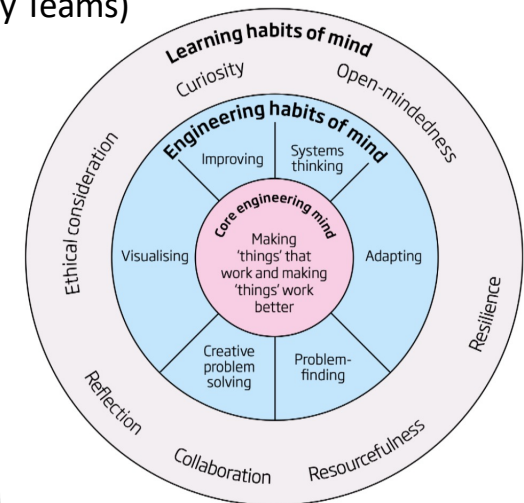 y Teams)
Learning habits of mind
Curiosity
Open-mindedness
Ethical consideration
Resilience
Reflection
Collaboration
Resourcefulness
Engineering habits of mind
Improving
Systems
thinking
Visualising
Adapting
Creative
problem
solving
Problem-
finding
Core engineering mind
Making
'things' that
work and making
'things' work
better